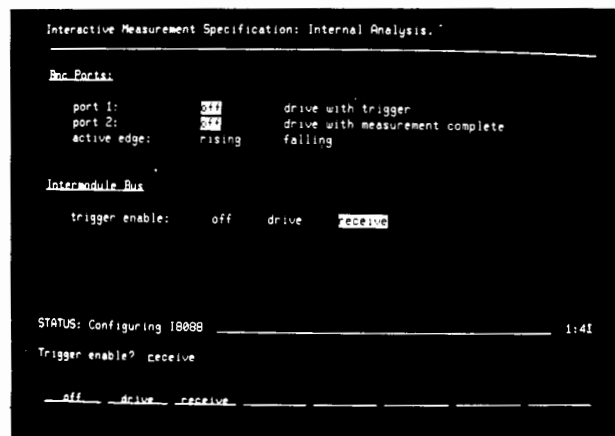 Interactive Measurement Specification: Internal Analysis.
Bnc Ports:
port 1: off drive with trigger
port 2: off drive with measurement complete
active edge: rising falling
Intermodule Bus
trigger enable: off drive receive
STATUS: Configuring I8088 1:41
Trigger enable? receive
off drive receive